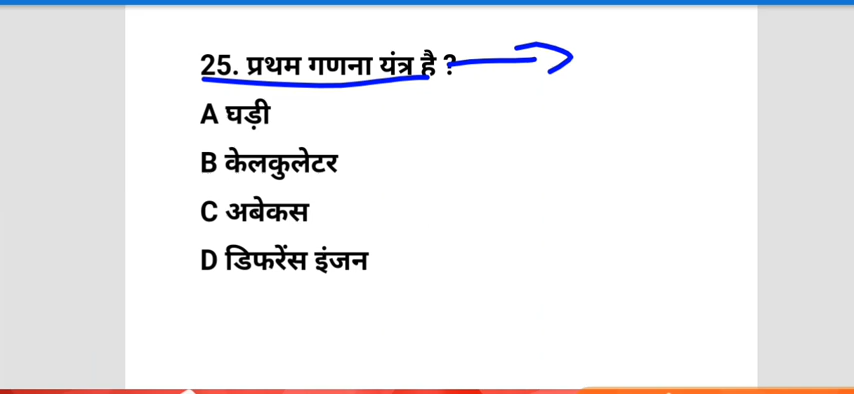 25. प्रथम गणना यंत्र है ?
A घड़ी
B केलकुलेटर
C अबेकस
D डिफरेंस इंजन